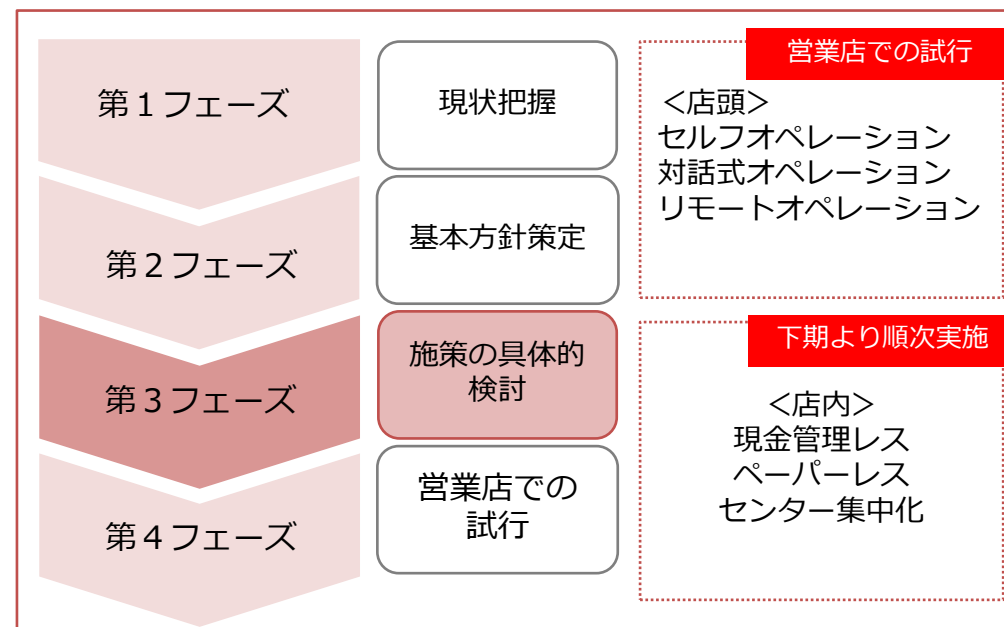 第１フェーズ
現状把握
第２フェーズ
基本方針策定
第３フェーズ
施策の具体的
検討
第４フェーズ
営業店での
試行
営業店での試行
＜店頭＞
セルフオペレーション
対話式オペレーション
リモートオペレーション
下期より順次実施
＜店内＞
現金管理レス
ペーパーレス
センター集中化